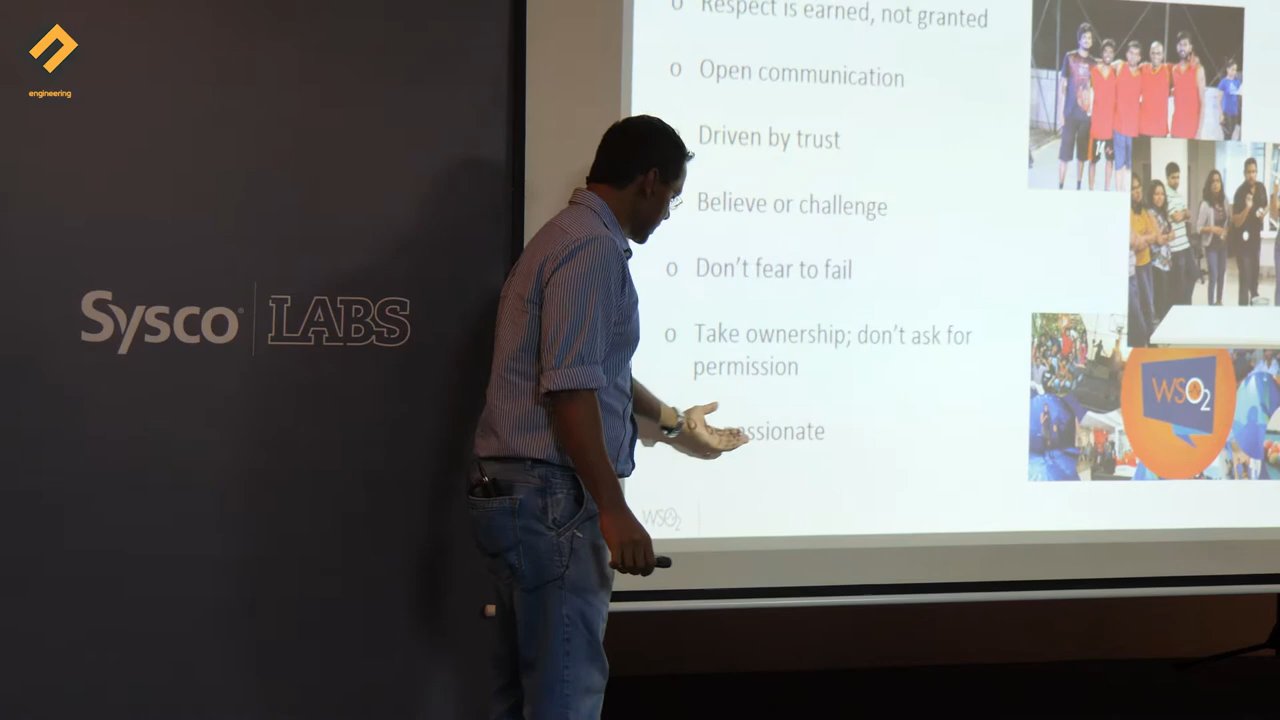 engineering
Sysco LABS
o Respect is earned, not granted
o Open communication
Driven by trust
Believe or challenge
o Don't fear to fail
o Take ownership; don't ask for
permission
WSO2
WSO2